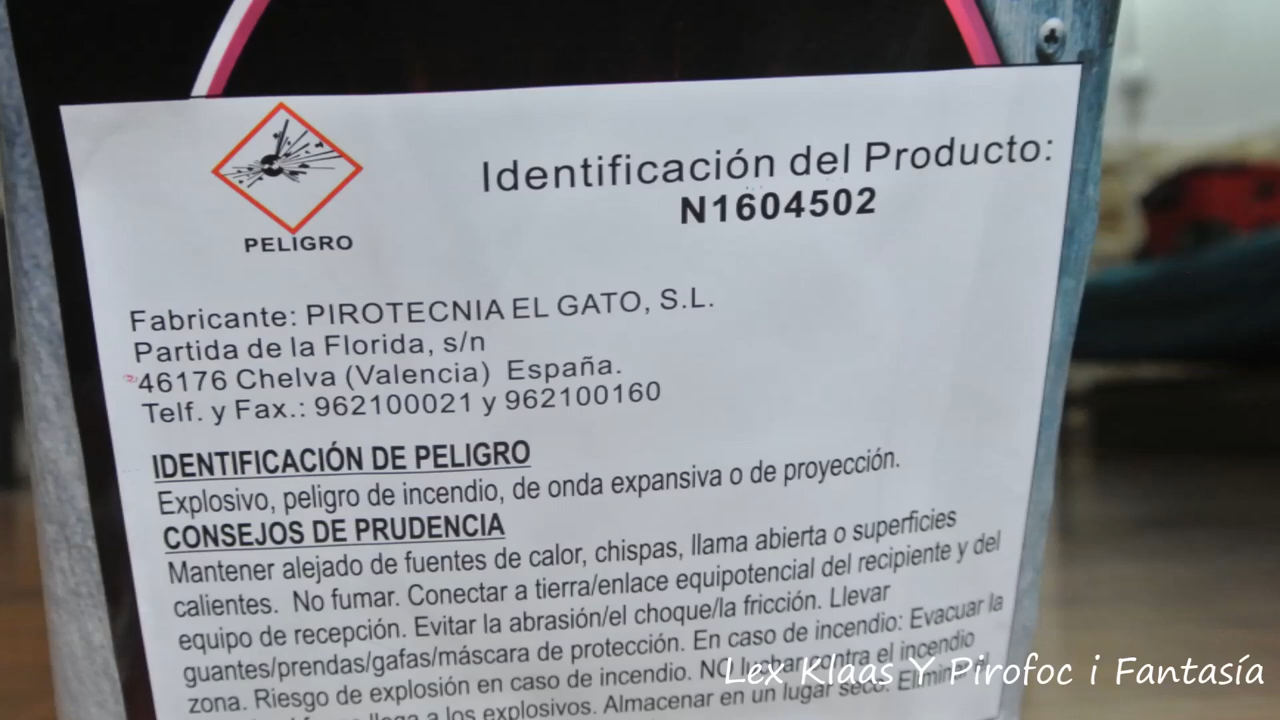 PELIGRO
Identificación del Producto:
N1604502
Fabricante: PIROTECNIA EL GATO, S.L.
Partida de la Florida, s/n
46176 Chelva (Valencia) España.
Telf. y Fax.: 962100021 y 962100160
IDENTIFICACIÓN DE PELIGRO
Explosivo, peligro de incendio, de onda expansiva o de proyección.
CONSEJOS DE PRUDENCIA
Mantener alejado de fuentes de calor, chispas, llama abierta o superficies
calientes. No fumar. Conectar a tierra/enlace equipotencial del recipiente y del
equipo de recepción. Evitar la abrasión/el choque/la fricción. Llevar
guantes/prendas/gafas/máscara de protección. En caso de incendio: Evacuar la
zona. Riesgo de explosión en caso de incendio. NO luchar contra el incendio
a los explosivos. Almacenar en un lugar seco.
Lex Klaas Y Pirofoc i Fantasía